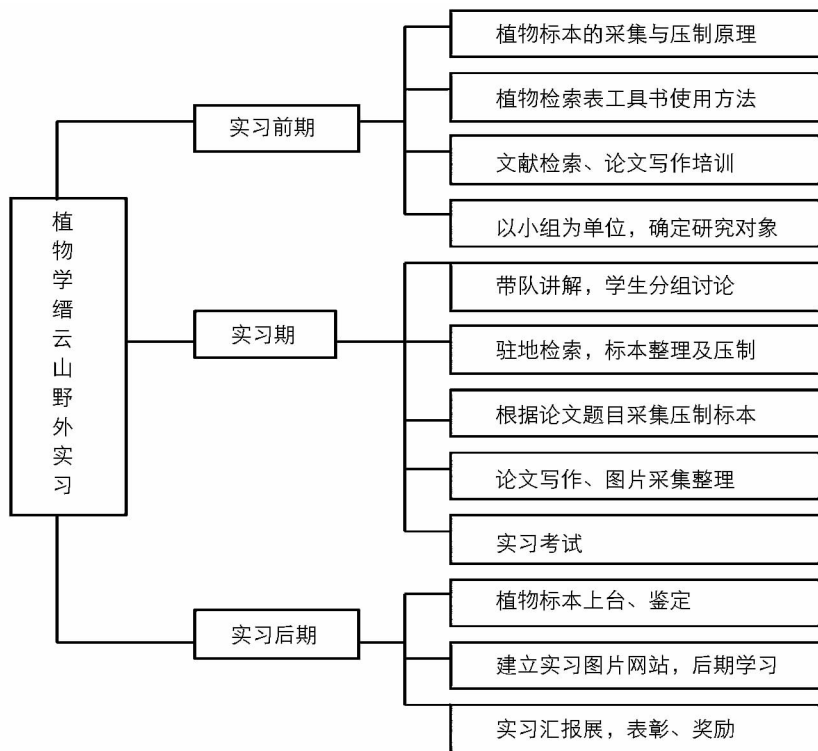 植物学缙云山野外实习
实习前期
植物标本的采集与压制原理
植物检索表工具书使用方法
文献检索、论文写作培训
以小组为单位，确定研究对象
实习期
带队讲解，学生分组讨论
驻地检索，标本整理及压制
根据论文题目采集压制标本
论文写作、图片采集整理
实习考试
实习后期
植物标本上台、鉴定
建立实习图片网站，后期学习
实习汇报展，表彰、奖励